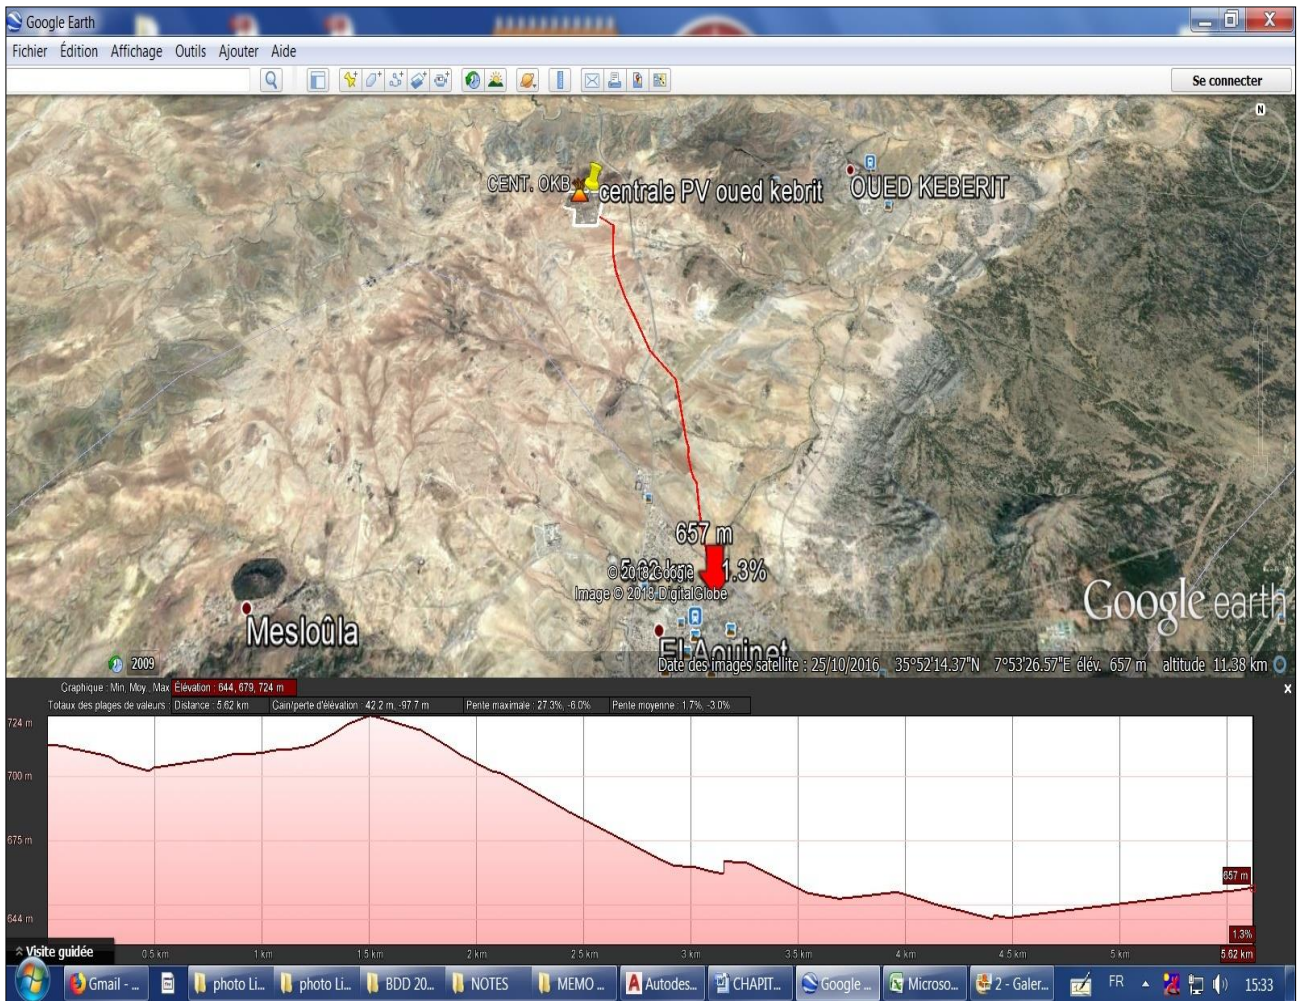 Google Earth
Fichier Édition Affichage Outils Ajouter Aide
Se connecter
N
CENT. OKB
centrale PV oued kebrit
OUED KEBERIT
657 m
5.62 km 1.3%
© 2018 Google
Image © 2018 DigitalGlobe
Google earth
Mesloûla
El Aouinet
2009
Date des images satellite : 25/10/2016 35°52'14.37"N 7°53'26.57"E élév. 657 m altitude 11.38 km
Graphique : Min, Moy., Max Élévation : 644, 679, 724 m
Totaux des plages de valeurs : Distance : 5.62 km Gain/perte d'élévation : 42.2 m, -97.7 m Pente maximale : 27.3%, -6.0% Pente moyenne : 1.7%, -3.0%
724 m
700 m
675 m
657 m
644 m
1.3%
Visite guidée
0.5 km 1 km 1.5 km 2 km 2.5 km 3 km 3.5 km 4 km 4.5 km 5 km 5.62 km
Gmail - ... photo Li... photo Li... BDD 20... NOTES MEMO ... Autodes... CHAPIT... Google ... Microso... 2 - Galer... FR 15:33